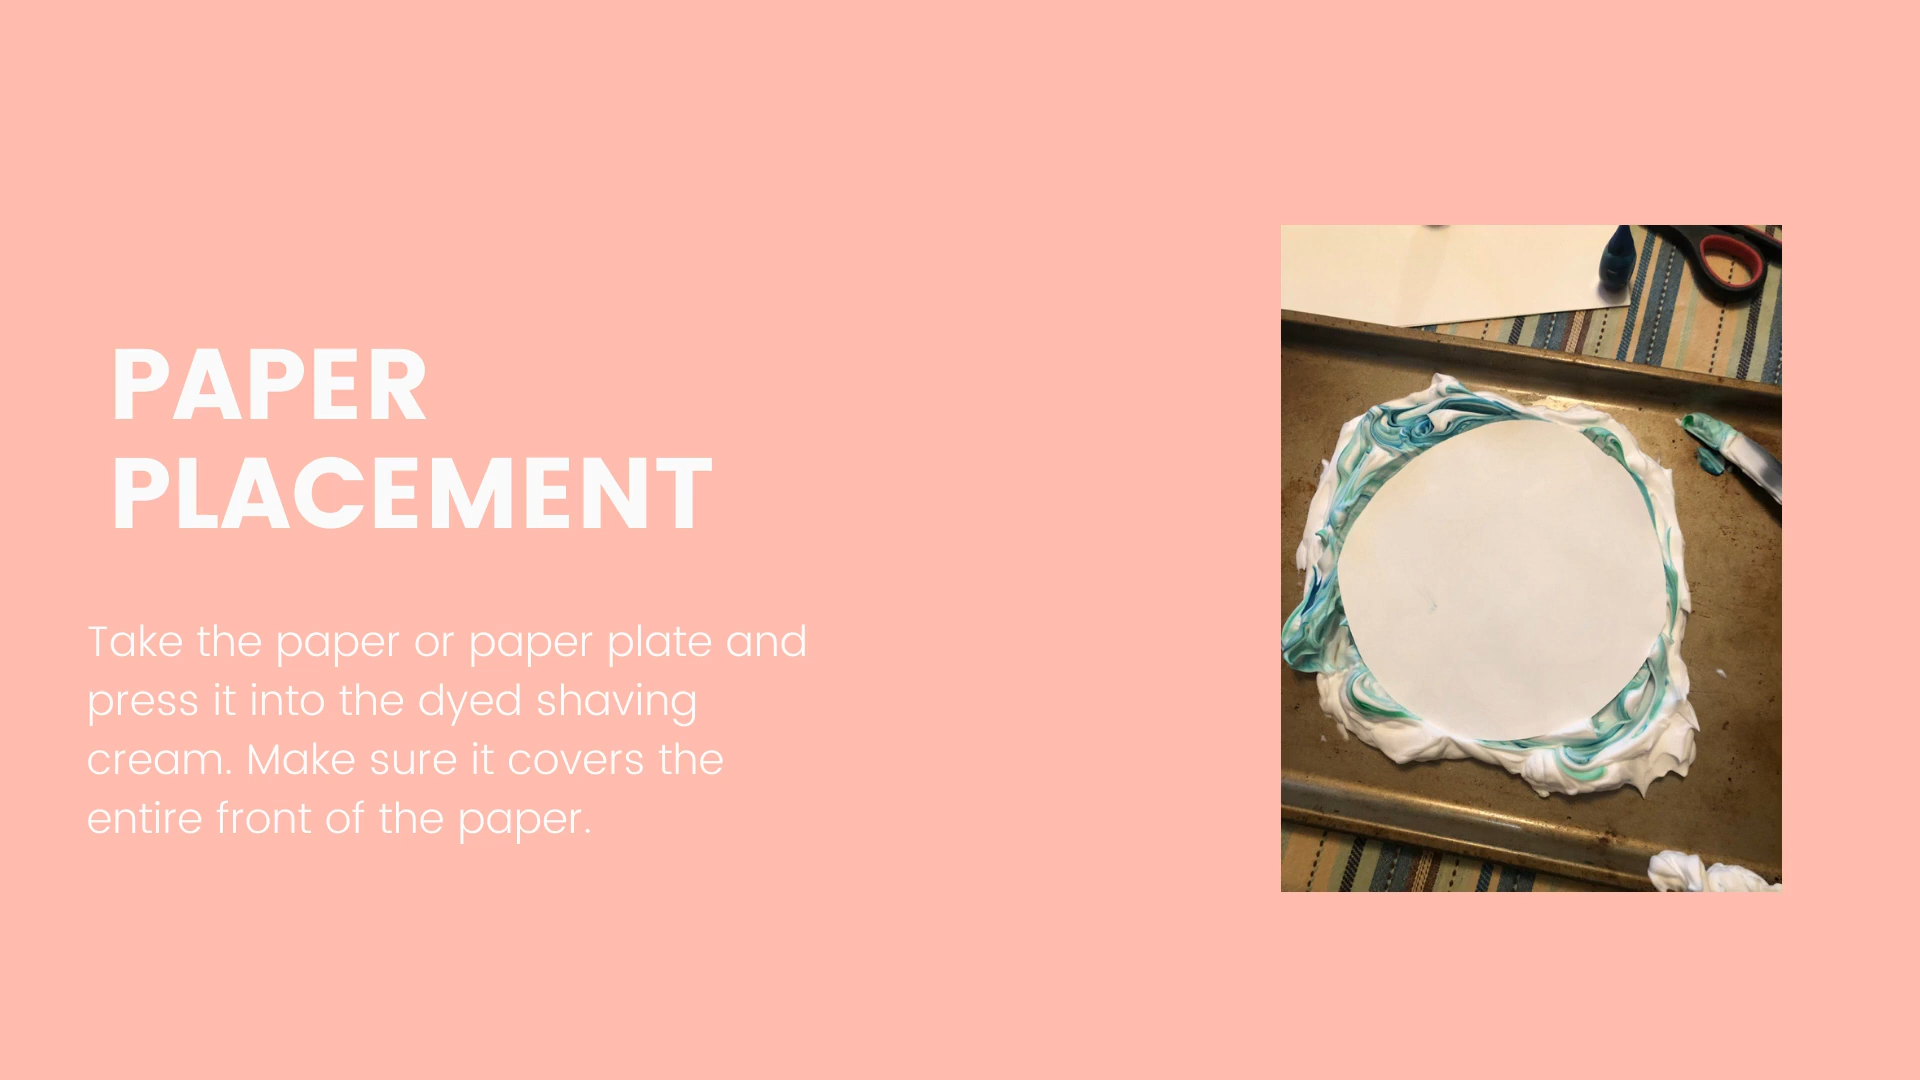 PAPER
PLACEMENT
Take the paper or paper plate and
press it into the dyed shaving
cream. Make sure it covers the
entire front of the paper.